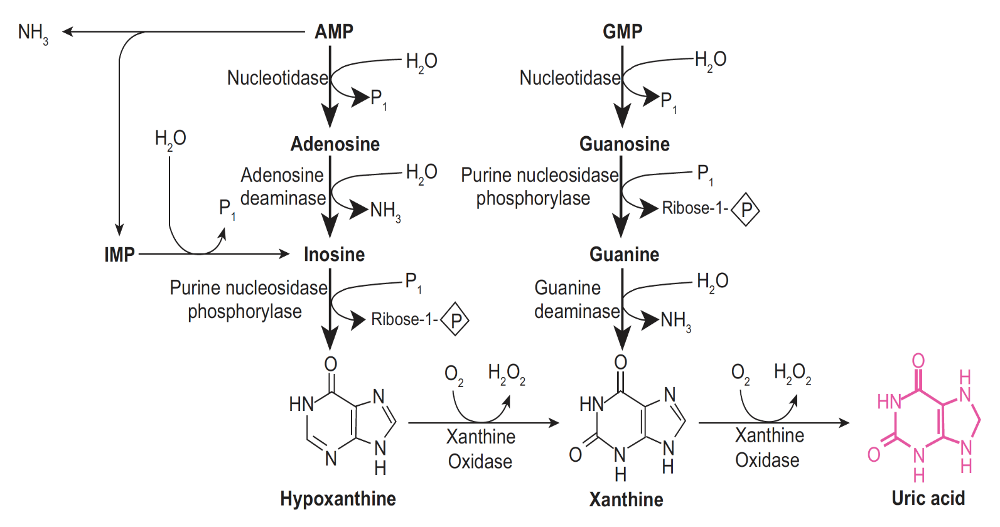 NH3 AMP GMP
H2O H2O
Nucleotidase Nucleotidase
P1 P1
H2O
Adenosine Guanosine
Adenosine
deaminase
H2O
NH3
Purine nucleosidase
phosphorylase
P1
Ribose-1-P
P1
IMP Inosine Guanine
Purine nucleosidase
phosphorylase
P1
Ribose-1-P
Guanine
deaminase
H2O
NH3
O
HN
N
N
N
H
Hypoxanthine
O2 H2O2
Xanthine
Oxidase
O
HN
N
O
N
H
N
H
Xanthine
O2 H2O2
Xanthine
Oxidase
O
HN
H
N
O
N
H
N
H
Uric acid